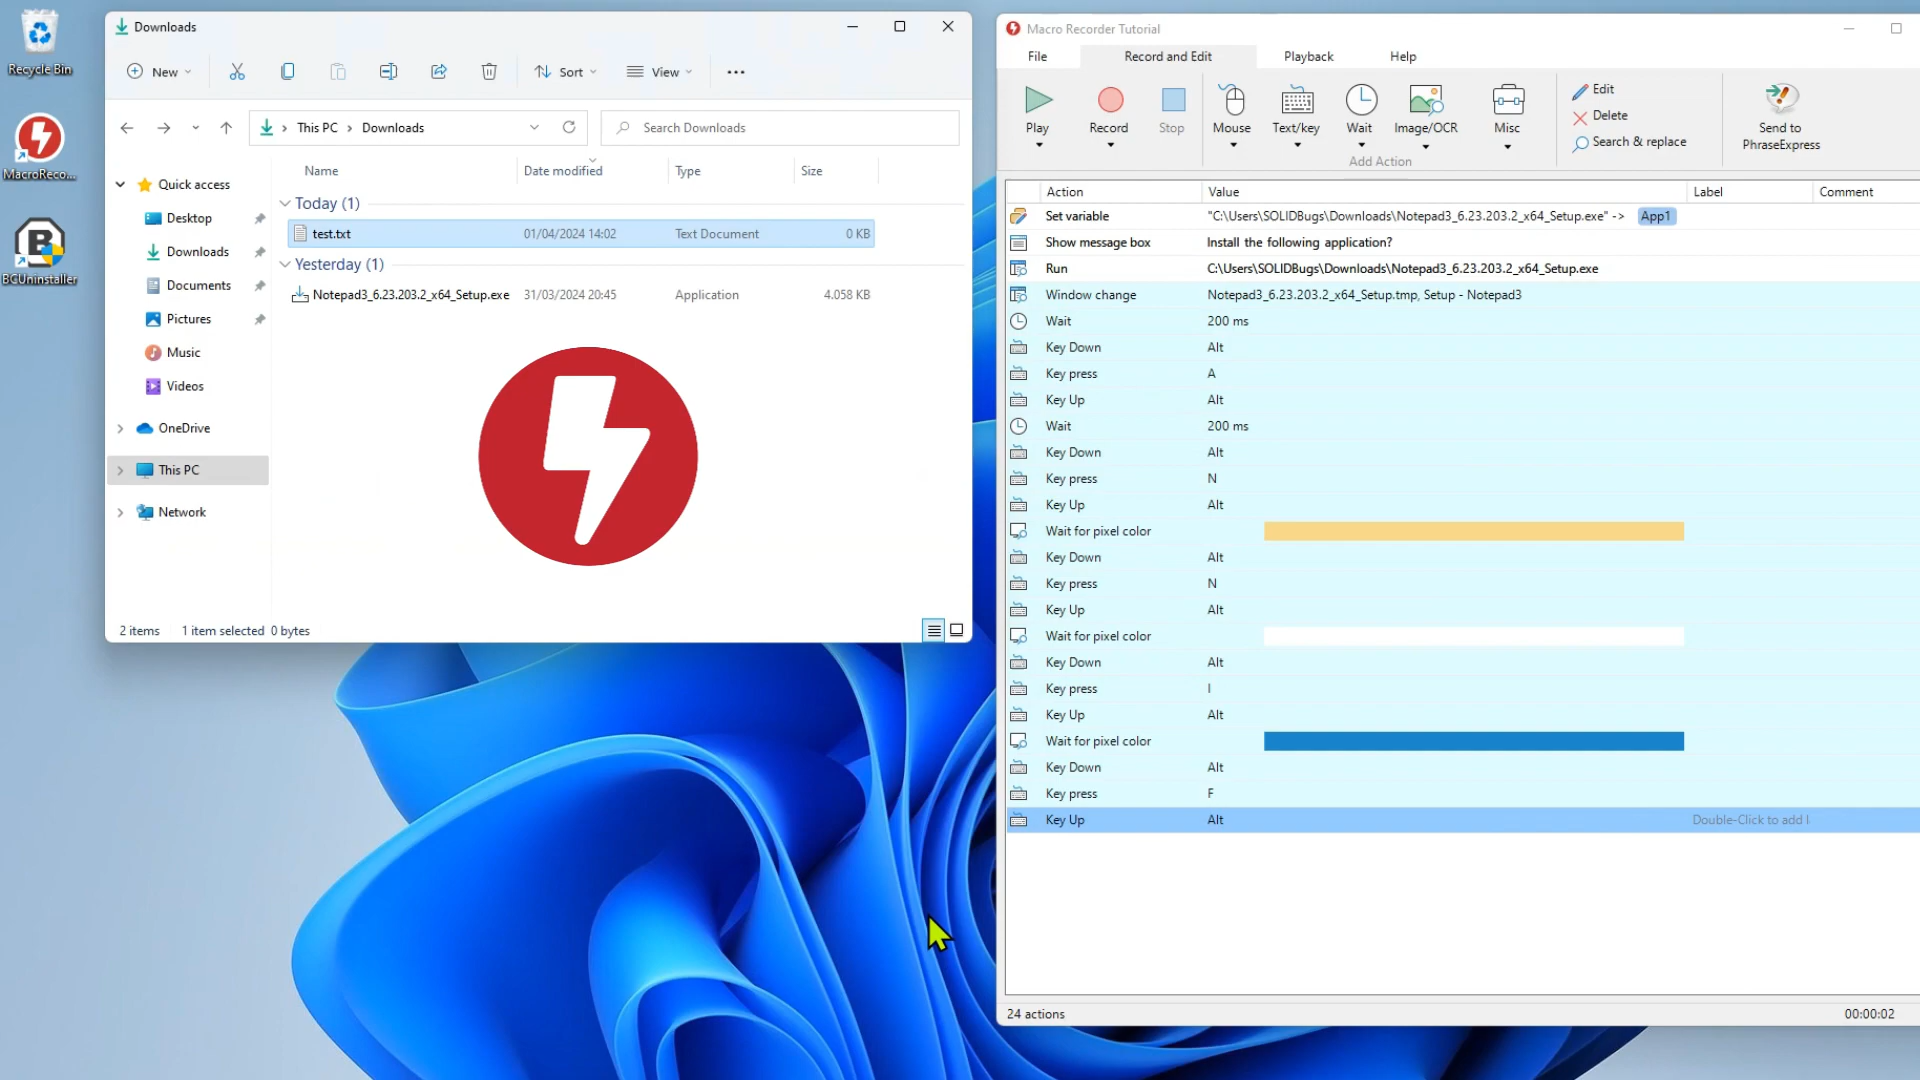 Recycle Bin
MacroReco...
BCUninstaller
Downloads
New
Sort
View
This PC
Downloads
Search Downloads
Quick access
Desktop
Downloads
Documents
Pictures
Music
Videos
OneDrive
This PC
Network
Name Date modified Type Size
Today (1)
test.txt 01/04/2024 14:02 Text Document 0 KB
Yesterday (1)
Notepad3_6.23.203.2_x64_Setup.exe 31/03/2024 20:45 Application 4.058 KB
2 items 1 item selected 0 bytes
Macro Recorder Tutorial
File Record and Edit Playback Help
Play
Record
Stop
Mouse
Text/key
Wait
Image/OCR
Misc
Add Action
Edit
Delete
Search & replace
Send to
PhraseExpress
Action Value Label Comment
Set variable "C:\Users\SOLIDBugs\Downloads\Notepad3_6.23.203.2_x64_Setup.exe" -> App1
Show message box Install the following application?
Run C:\Users\SOLIDBugs\Downloads\Notepad3_6.23.203.2_x64_Setup.exe
Window change Notepad3_6.23.203.2_x64_Setup.tmp, Setup - Notepad3
Wait 200 ms
Key Down Alt
Key press A
Key Up Alt
Wait 200 ms
Key Down Alt
Key press N
Key Up Alt
Wait for pixel color
Key Down Alt
Key press N
Key Up Alt
Wait for pixel color
Key Down Alt
Key press I
Key Up Alt
Wait for pixel color
Key Down Alt
Key press F
Key Up Alt Double-Click to add l
24 actions 00:00:02